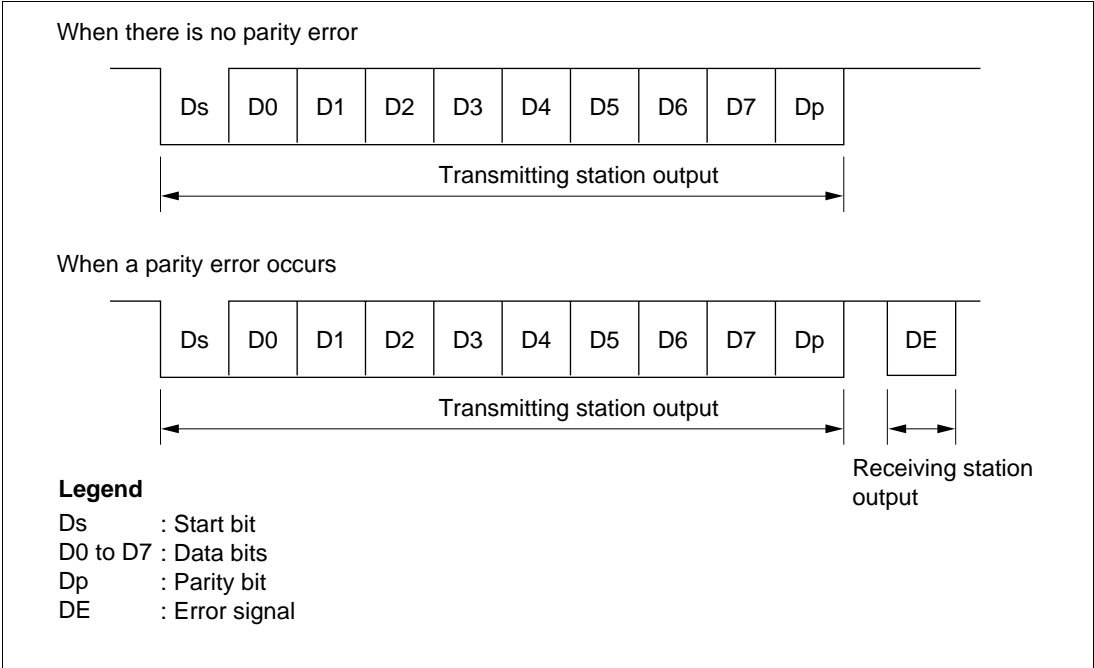 When there is no parity error
Ds D0 D1 D2 D3 D4 D5 D6 D7 Dp
Transmitting station output
When a parity error occurs
Ds D0 D1 D2 D3 D4 D5 D6 D7 Dp DE
Transmitting station output
Receiving station
output
Legend
Ds : Start bit
D0 to D7 : Data bits
Dp : Parity bit
DE : Error signal